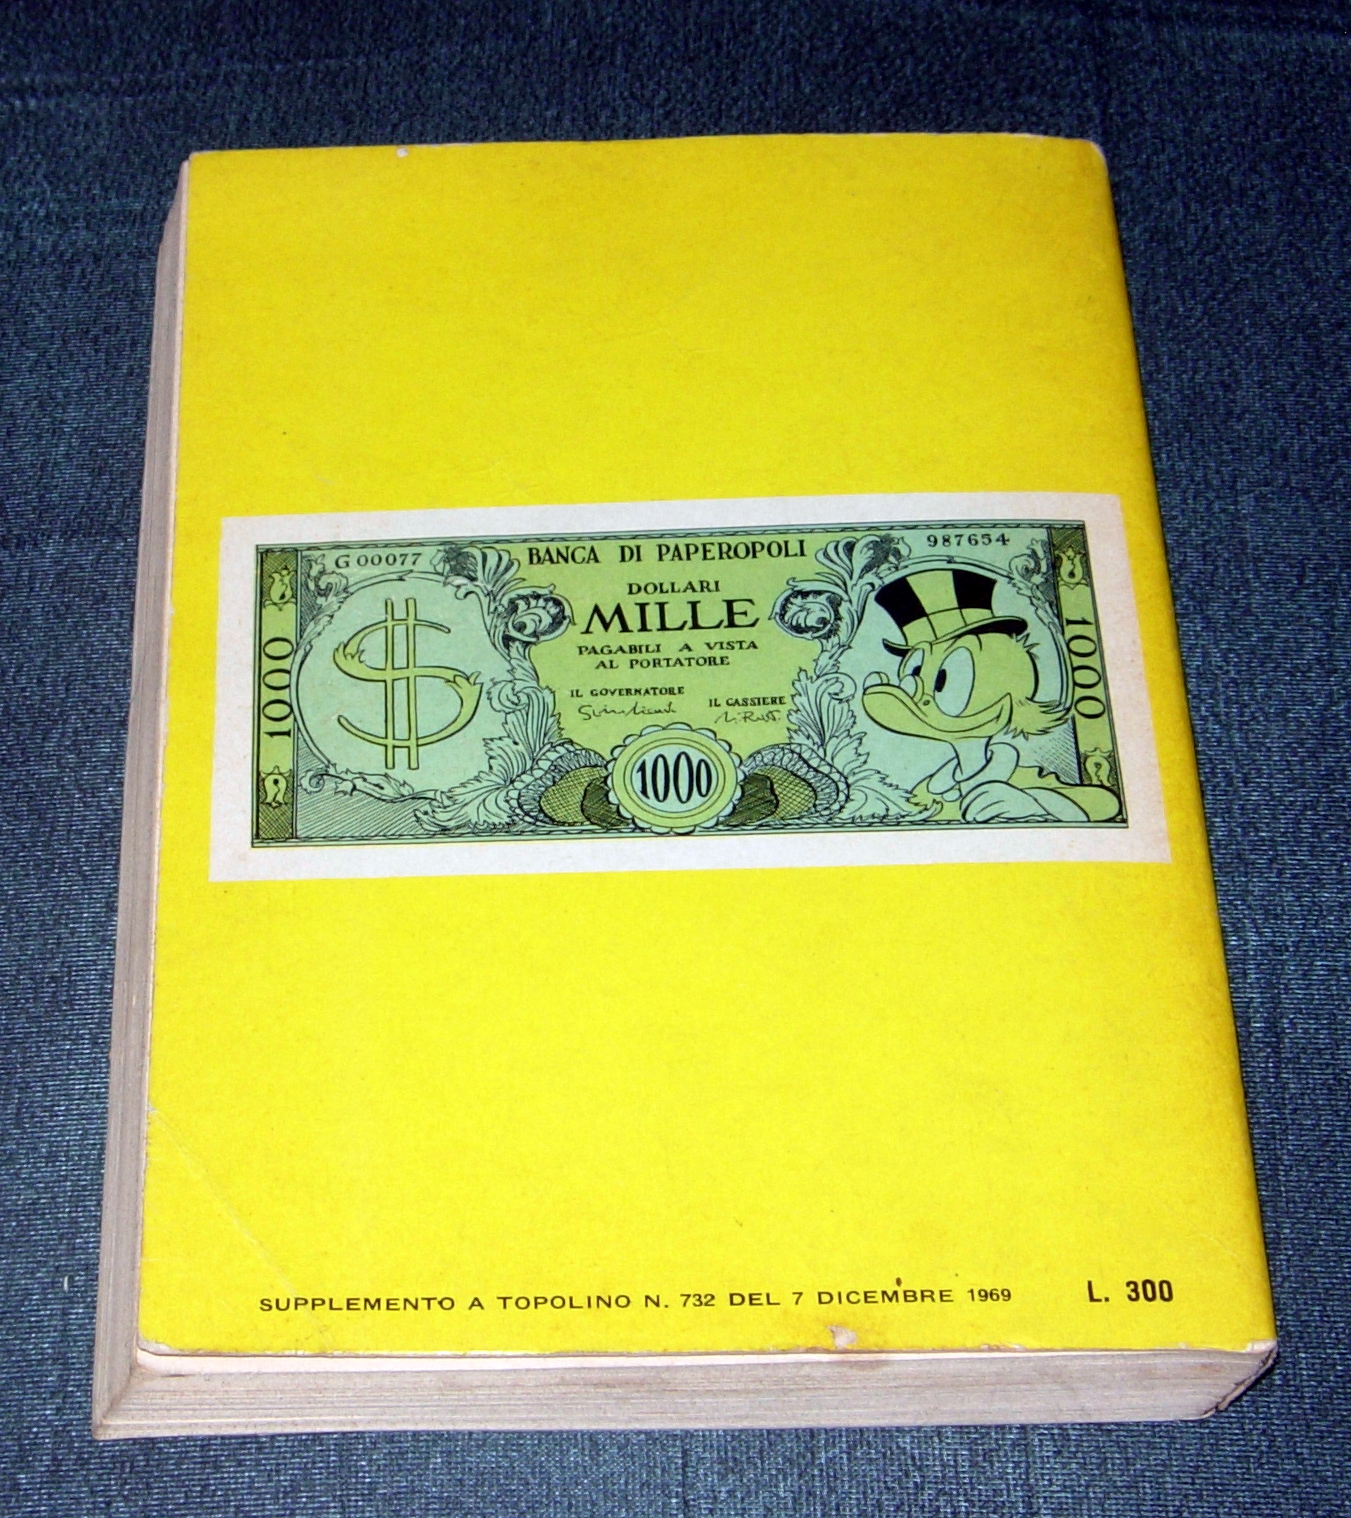 G 00077
BANCA DI PAPEROPOLI
987654
DOLLARI
MILLE
PAGABILI A VISTA
AL PORTATORE
IL GOVERNATORE
IL CASSIERE
1000
1000
1000
SUPPLEMENTO A TOPOLINO N. 732 DEL 7 DICEMBRE 1969
L. 300